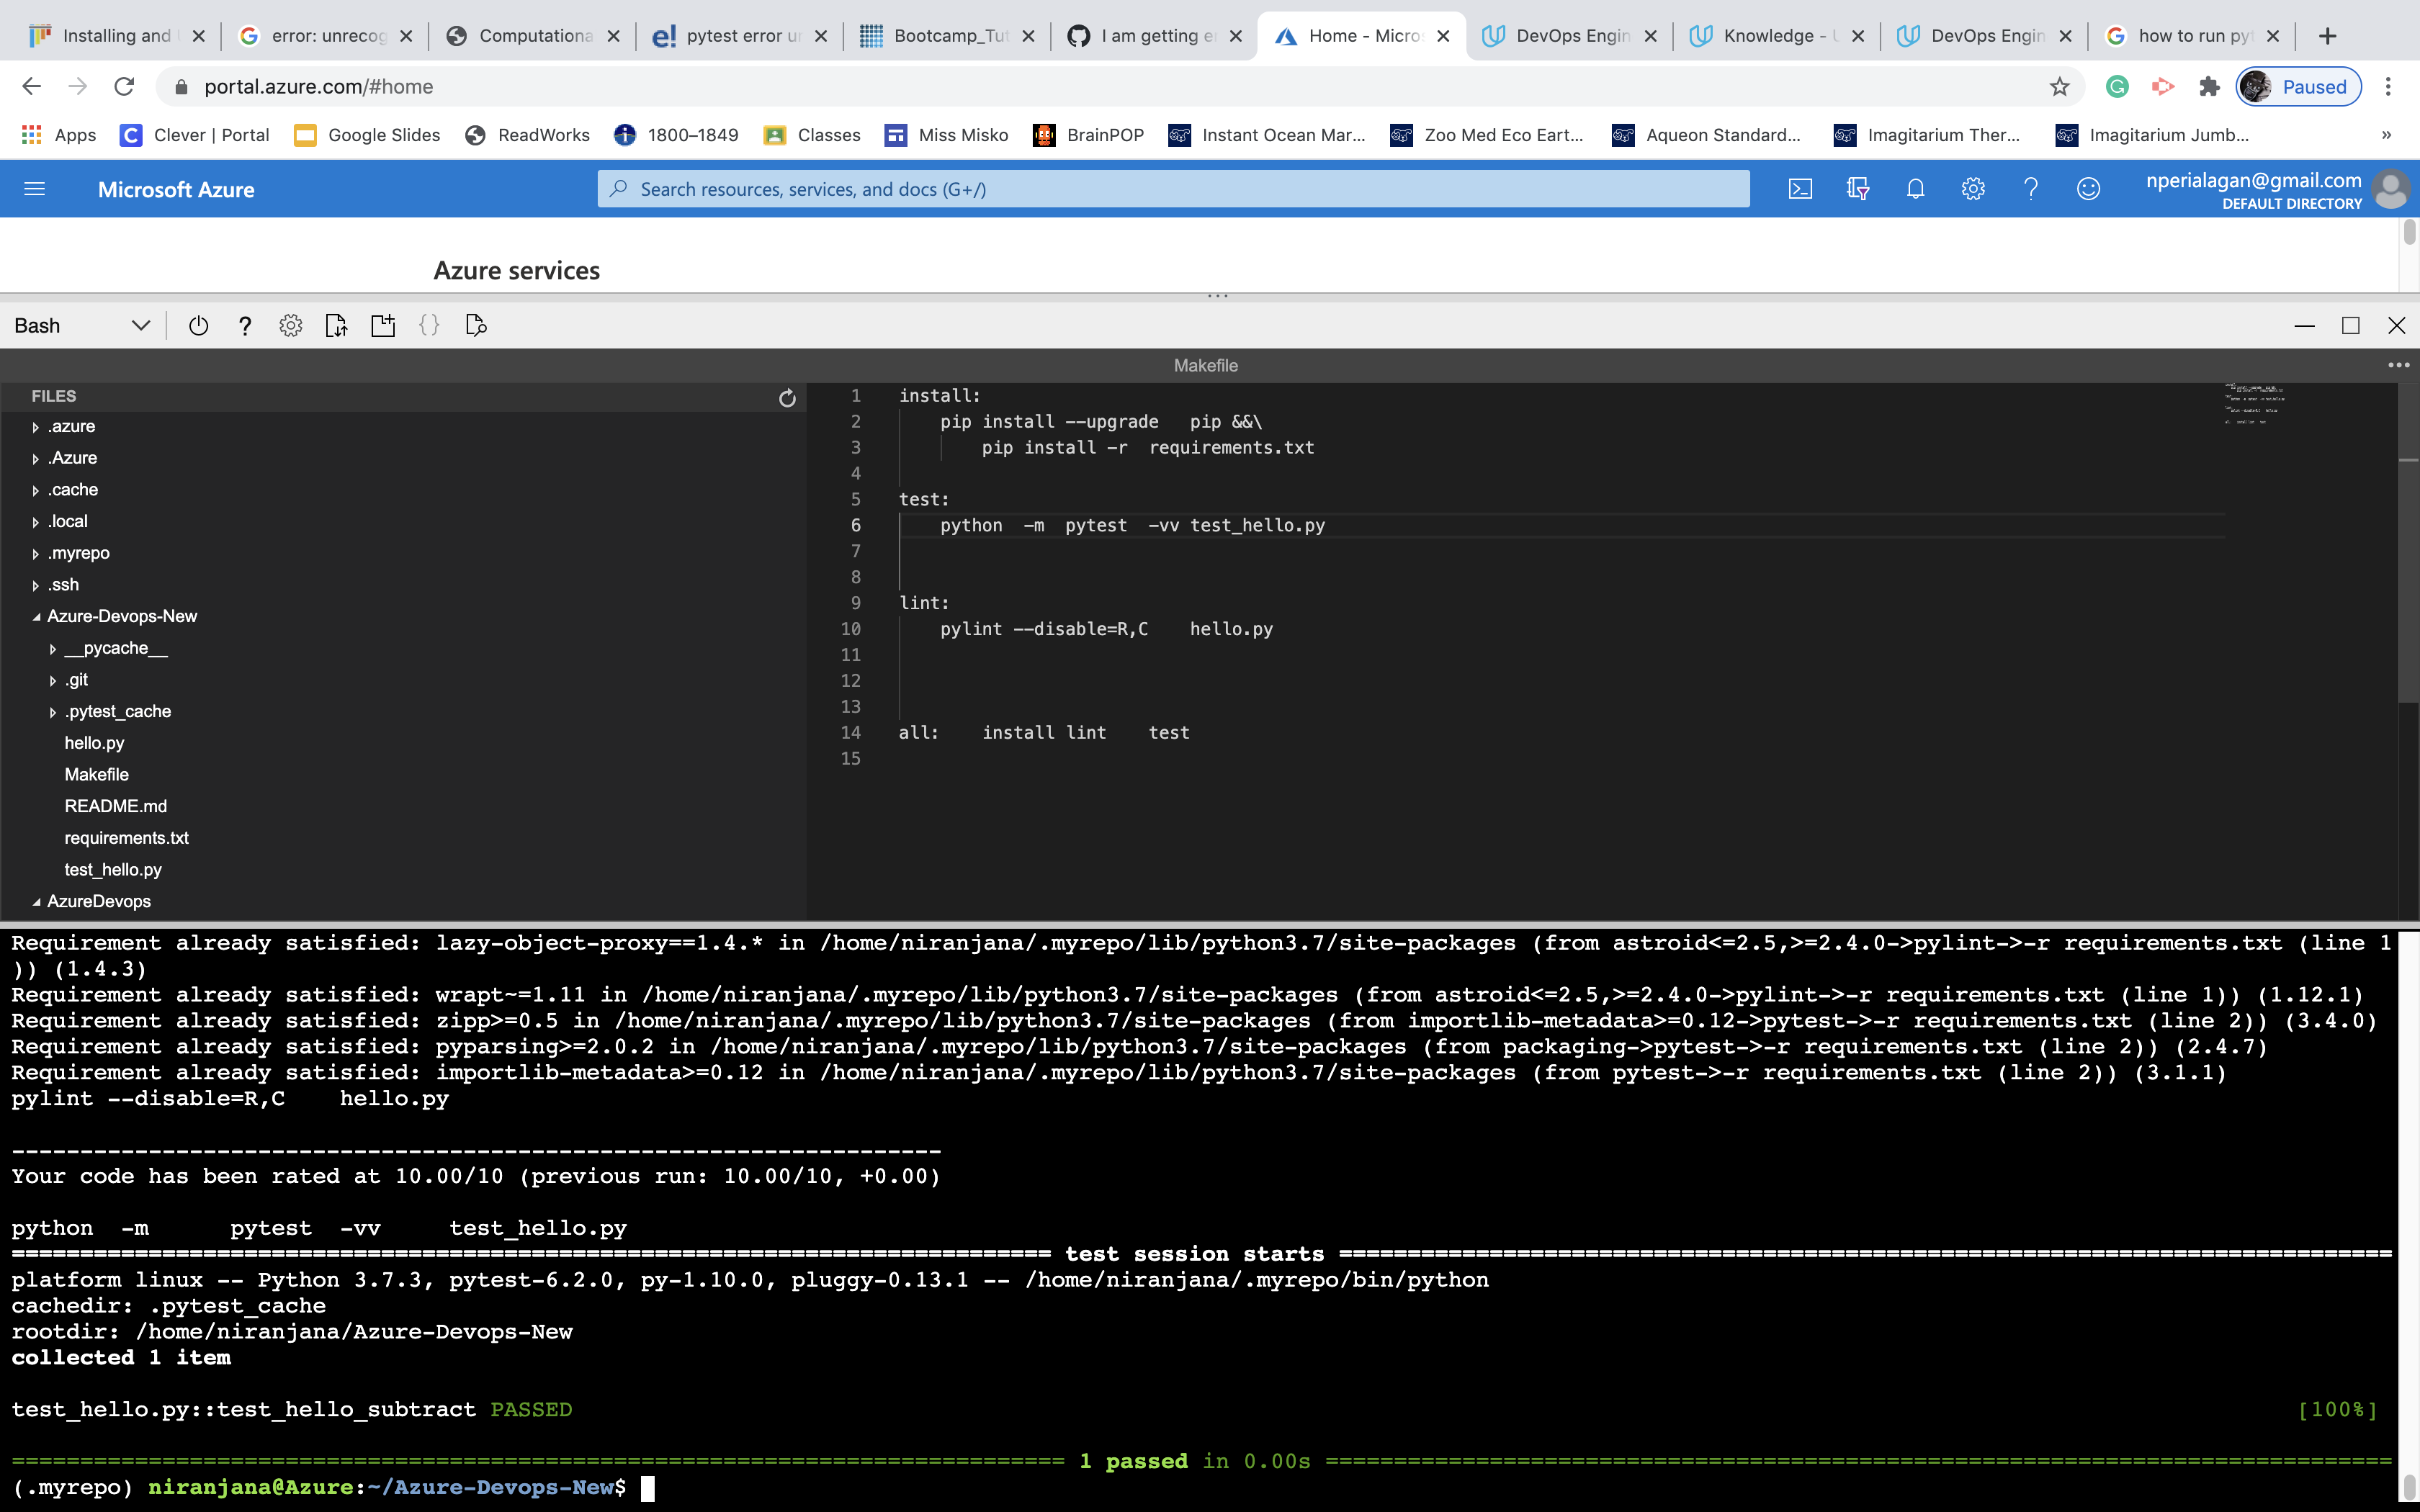 Installing and
error: unrecog
Computationa
pytest error ur
Bootcamp_Tut
I am getting e
Home - Micros
DevOps Engin
Knowledge - U
DevOps Engin
how to run pyt
portal.azure.com/#home
Paused
Apps
Clever | Portal
Google Slides
ReadWorks
1800–1849
Classes
Miss Misko
BrainPOP
Instant Ocean Mar...
Zoo Med Eco Eart...
Aqueon Standard...
Imagitarium Ther...
Imagitarium Jumb...
»
Microsoft Azure
Search resources, services, and docs (G+/)
nperialagan@gmail.com
DEFAULT DIRECTORY
Azure services
Bash
Makefile
FILES
.azure
.Azure
.cache
.local
.myrepo
.ssh
Azure-Devops-New
__pycache__
.git
.pytest_cache
hello.py
Makefile
README.md
requirements.txt
test_hello.py
AzureDevops
1 install:
2 pip install --upgrade   pip &&\
3 pip install -r  requirements.txt
4
5 test:
6 python  -m  pytest  -vv test_hello.py
7
8
9 lint:
10 pylint --disable=R,C    hello.py
11
12
13
14 all:    install lint    test
15
Requirement already satisfied: lazy-object-proxy==1.4.* in /home/niranjana/.myrepo/lib/python3.7/site-packages (from astroid<=2.5,>=2.4.0->pylint->-r requirements.txt (line 1
)) (1.4.3)
Requirement already satisfied: wrapt~=1.11 in /home/niranjana/.myrepo/lib/python3.7/site-packages (from astroid<=2.5,>=2.4.0->pylint->-r requirements.txt (line 1)) (1.12.1)
Requirement already satisfied: zipp>=0.5 in /home/niranjana/.myrepo/lib/python3.7/site-packages (from importlib-metadata>=0.12->pytest->-r requirements.txt (line 2)) (3.4.0)
Requirement already satisfied: pyparsing>=2.0.2 in /home/niranjana/.myrepo/lib/python3.7/site-packages (from packaging->pytest->-r requirements.txt (line 2)) (2.4.7)
Requirement already satisfied: importlib-metadata>=0.12 in /home/niranjana/.myrepo/lib/python3.7/site-packages (from pytest->-r requirements.txt (line 2)) (3.1.1)
pylint --disable=R,C    hello.py
--------------------------------------------------------------------
Your code has been rated at 10.00/10 (previous run: 10.00/10, +0.00)
python  -m      pytest  -vv     test_hello.py
============================================================================ test session starts =============================================================================
platform linux -- Python 3.7.3, pytest-6.2.0, py-1.10.0, pluggy-0.13.1 -- /home/niranjana/.myrepo/bin/python
cachedir: .pytest_cache
rootdir: /home/niranjana/Azure-Devops-New
collected 1 item
test_hello.py::test_hello_subtract PASSED [100%]
============================================================================= 1 passed in 0.00s ==============================================================================
(.myrepo) niranjana@Azure:~/Azure-Devops-New$